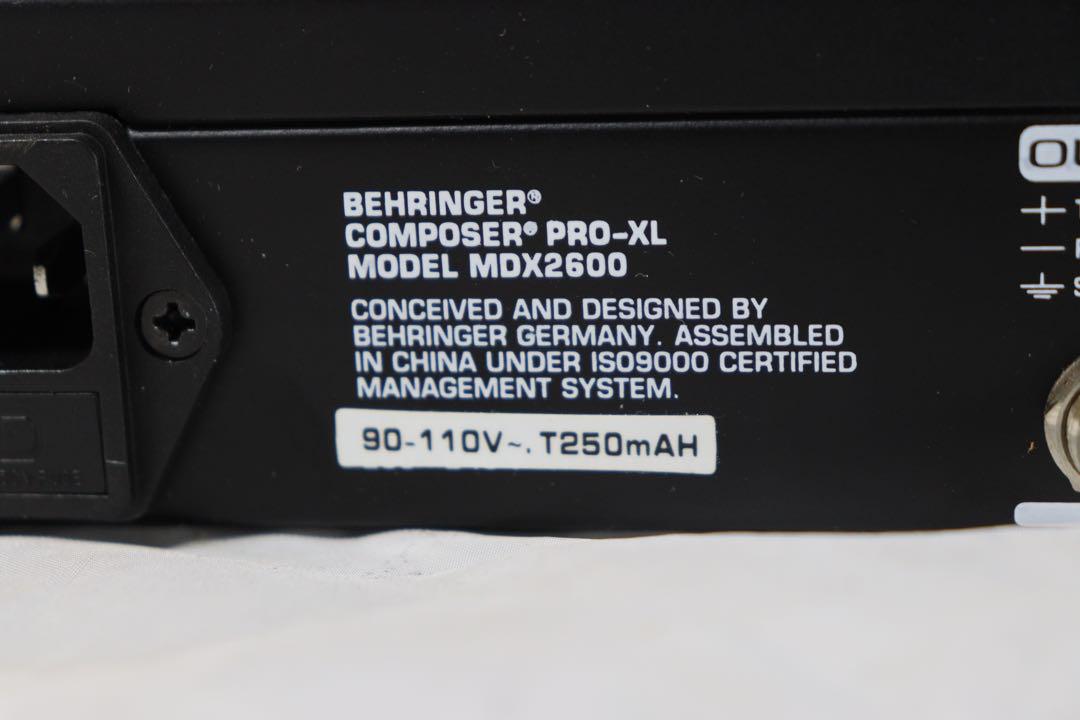 BEHRINGER®
COMPOSER® PRO-XL
MODEL MDX2600
CONCEIVED AND DESIGNED BY
BEHRINGER GERMANY. ASSEMBLED
IN CHINA UNDER ISO9000 CERTIFIED
MANAGEMENT SYSTEM.
90-110V~. T250mAH